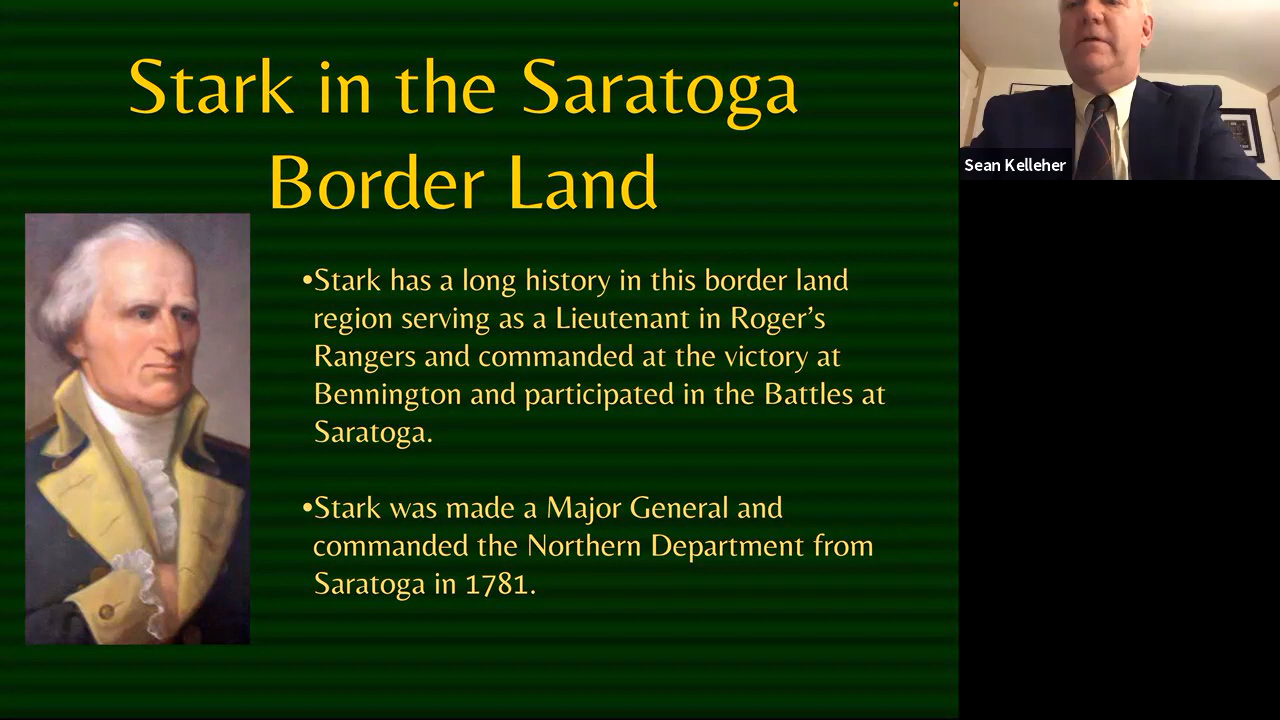 Stark in the Saratoga
Border Land
•Stark has a long history in this border land
region serving as a Lieutenant in Roger’s
Rangers and commanded at the victory at
Bennington and participated in the Battles at
Saratoga.
•Stark was made a Major General and
commanded the Northern Department from
Saratoga in 1781.
Sean Kelleher